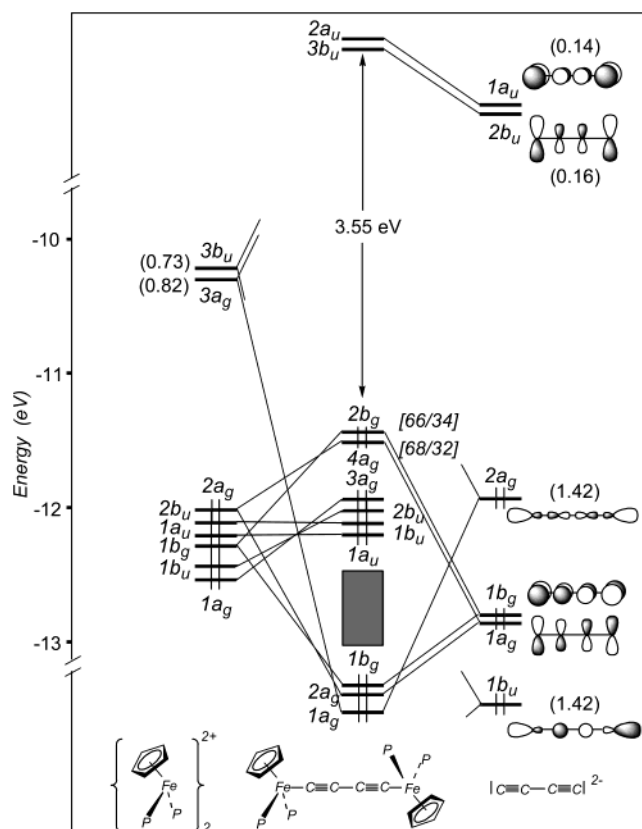 2au
3bu
(0.14)
1au
2bu
(0.16)
3.55 eV
-10
3bu
(0.73)
(0.82)
3ag
-11
Energy (eV)
2bg
[66/34]
4ag
[68/32]
3ag
2ag
2bu
1au
1bg
1bu
1ag
-12
2bu
1bu
1au
2ag
(1.42)
1bg
1ag
-13
1bg
2ag
1ag
1bu
(1.42)
2+
P
Fe
P
2
P
P
Fe—C≡C—C≡C—Fe
P
P
|C≡C—C≡C| 2-